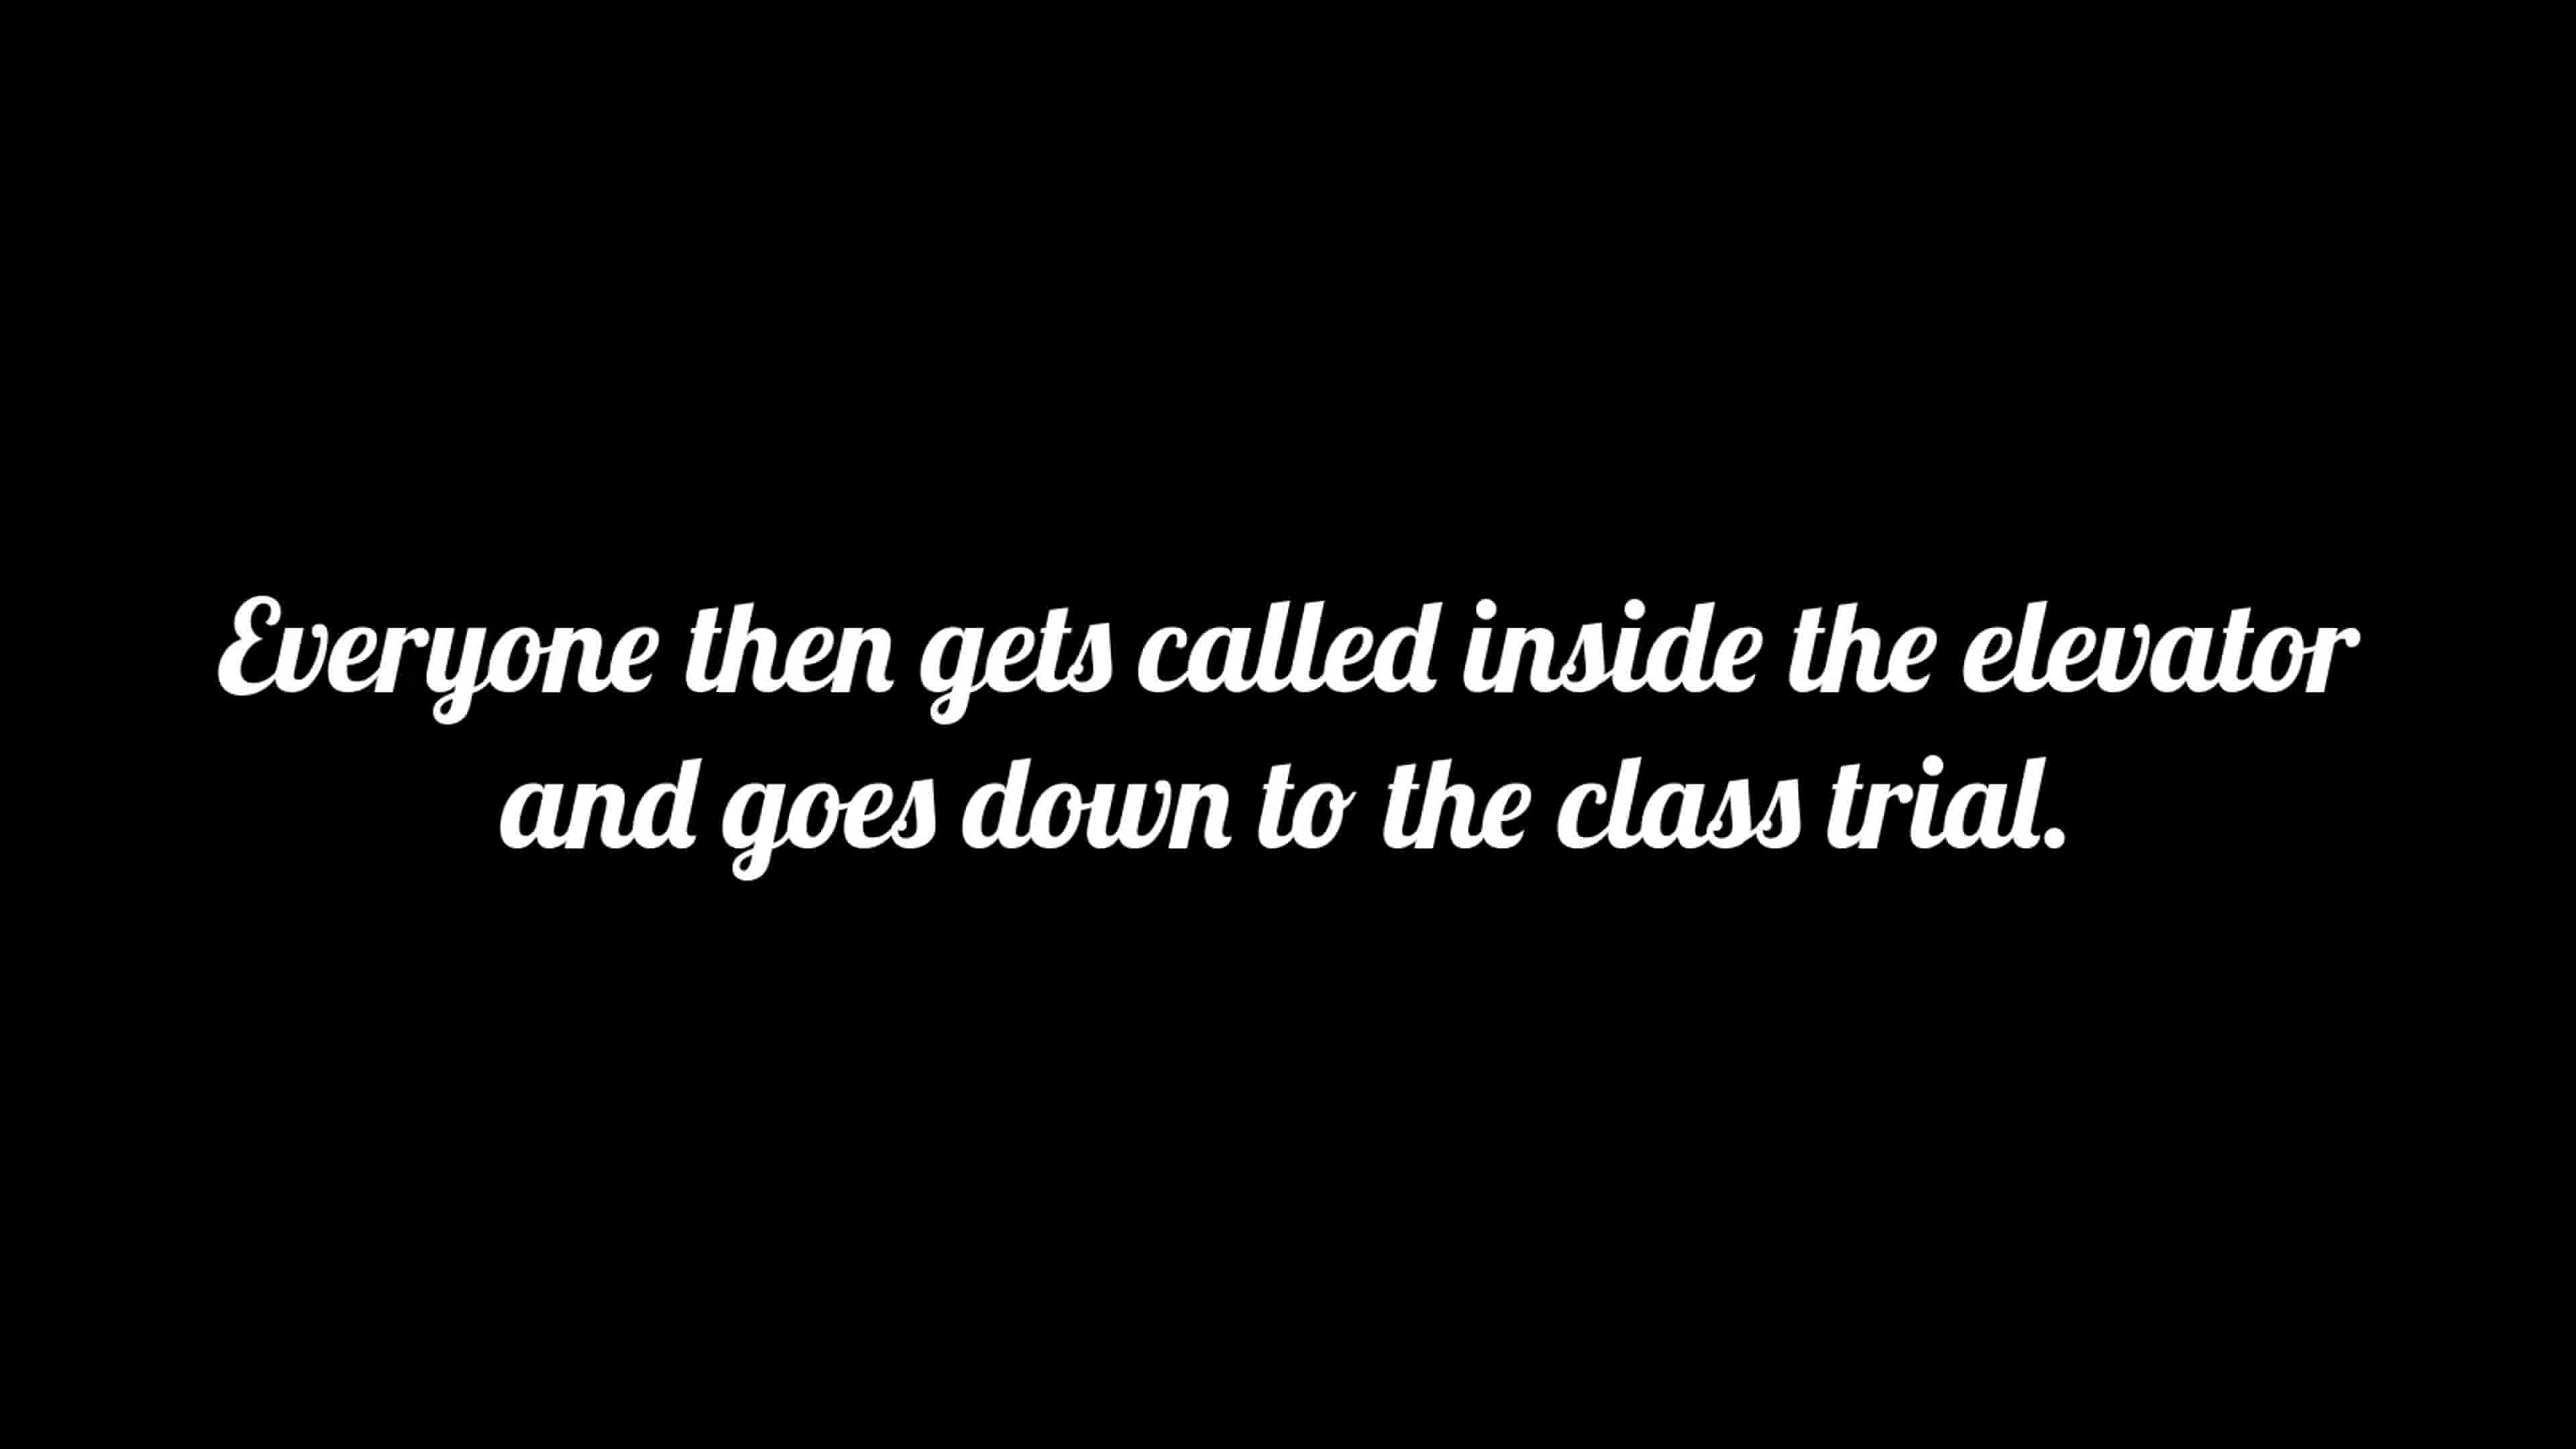 Everyone then gets called inside the elevator
and goes down to the class trial.